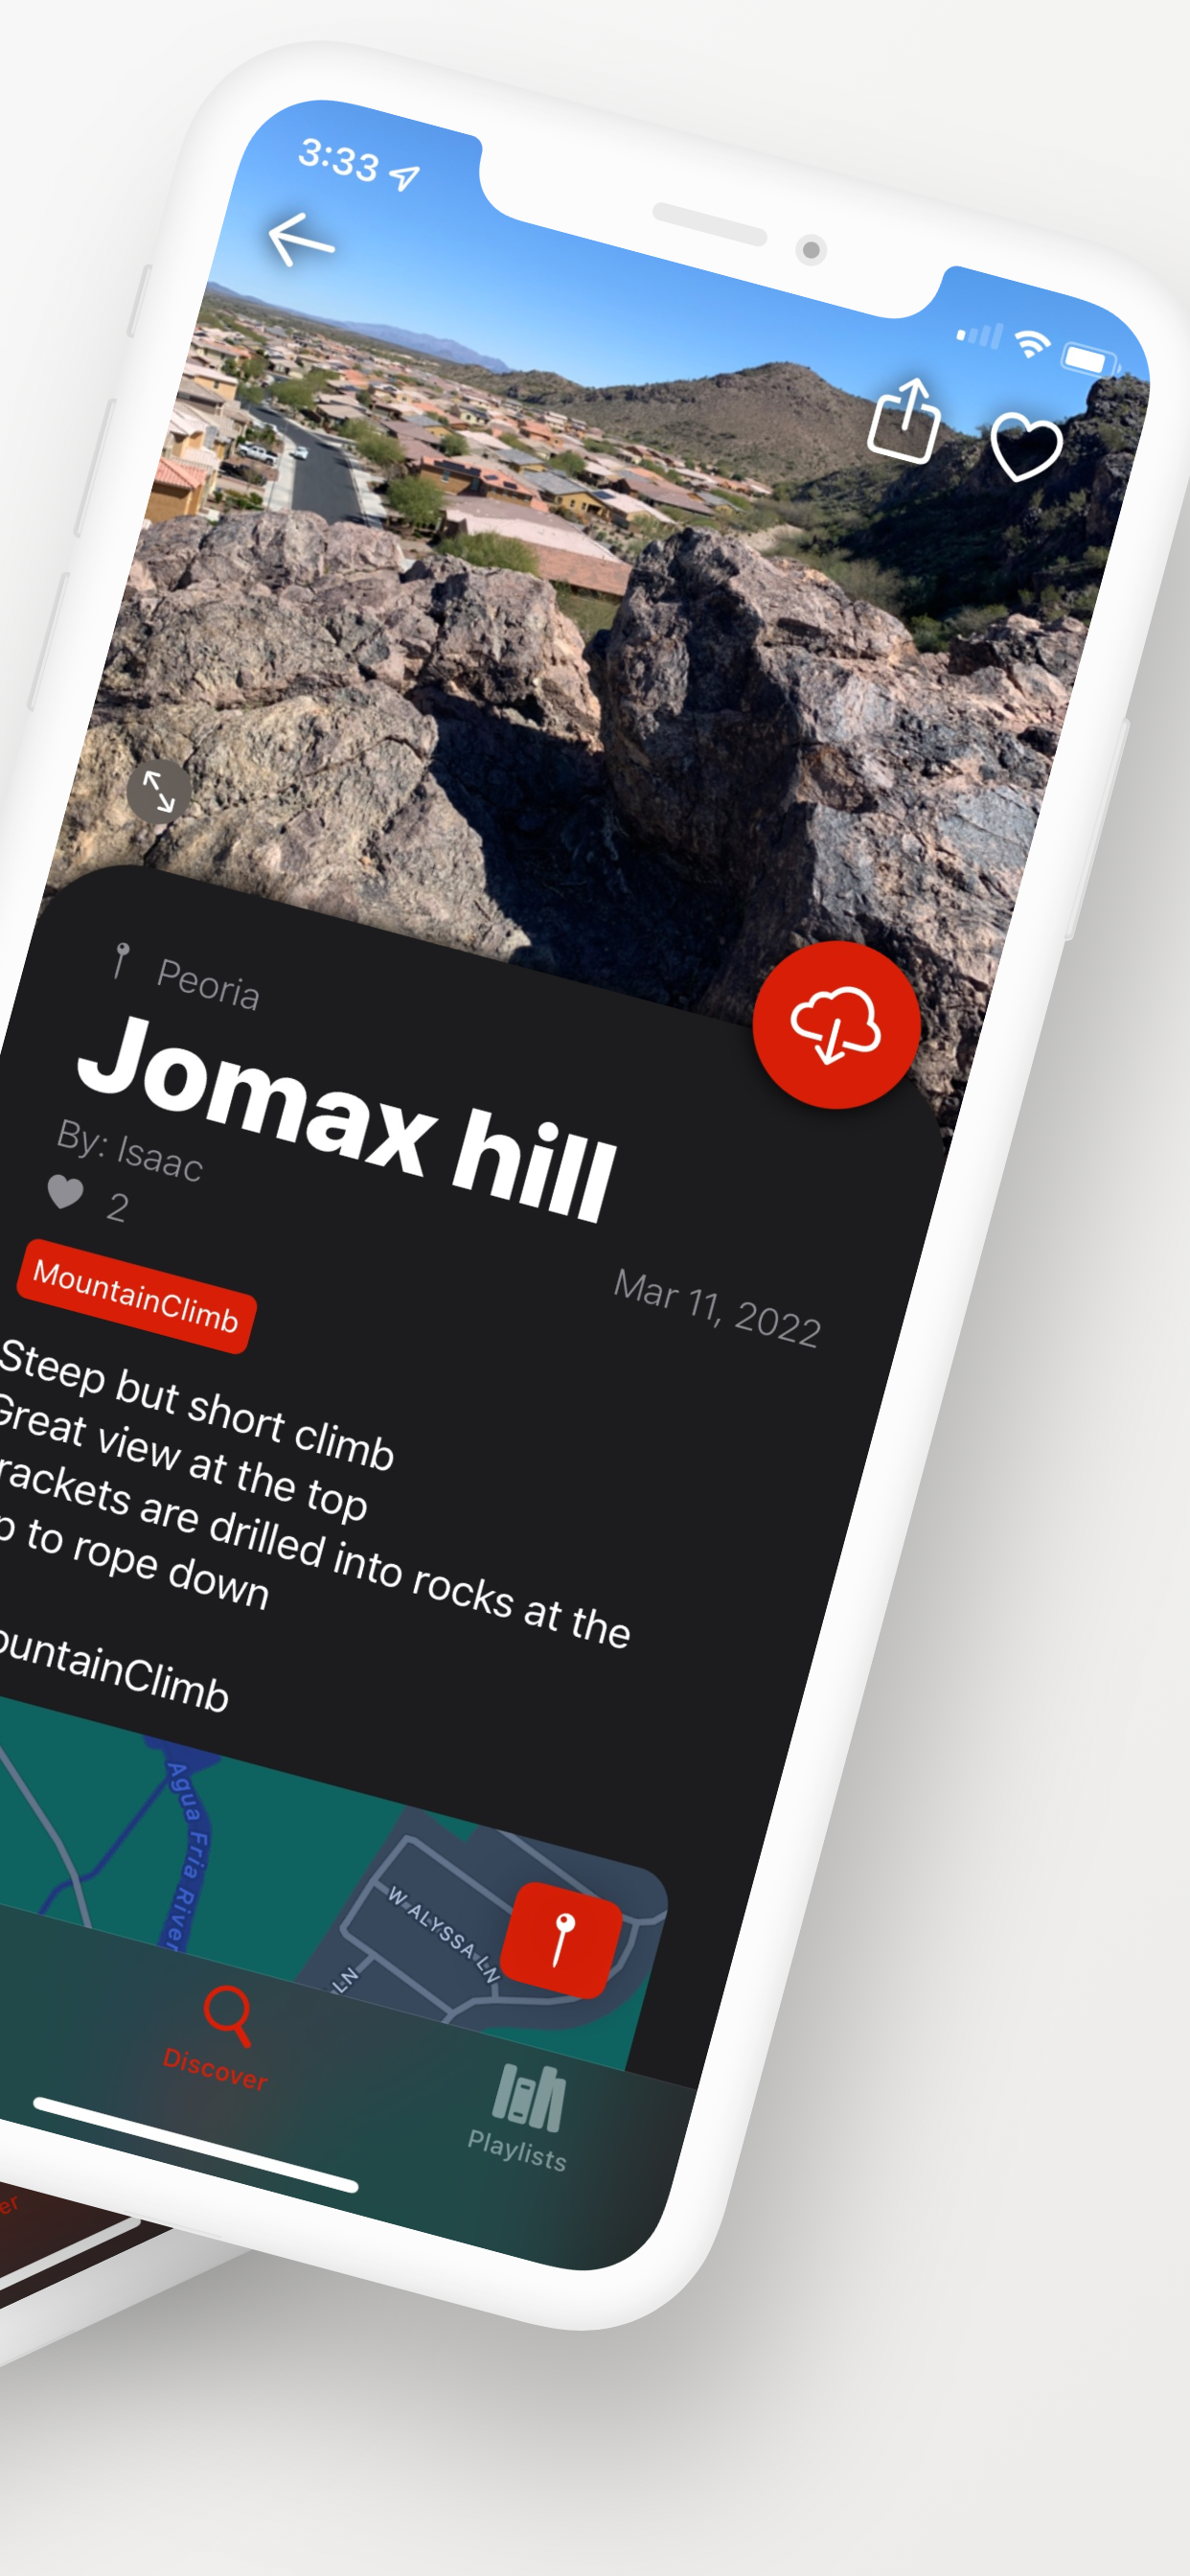 3:33
Peoria
Jomax hill
By: Isaac
2
Mar 11, 2022
MountainClimb
Steep but short climb
Great view at the top
rackets are drilled into rocks at the
p to rope down
ountainClimb
Agua Fria River
W ALYSSA LN
LN
Discover
Playlists
er